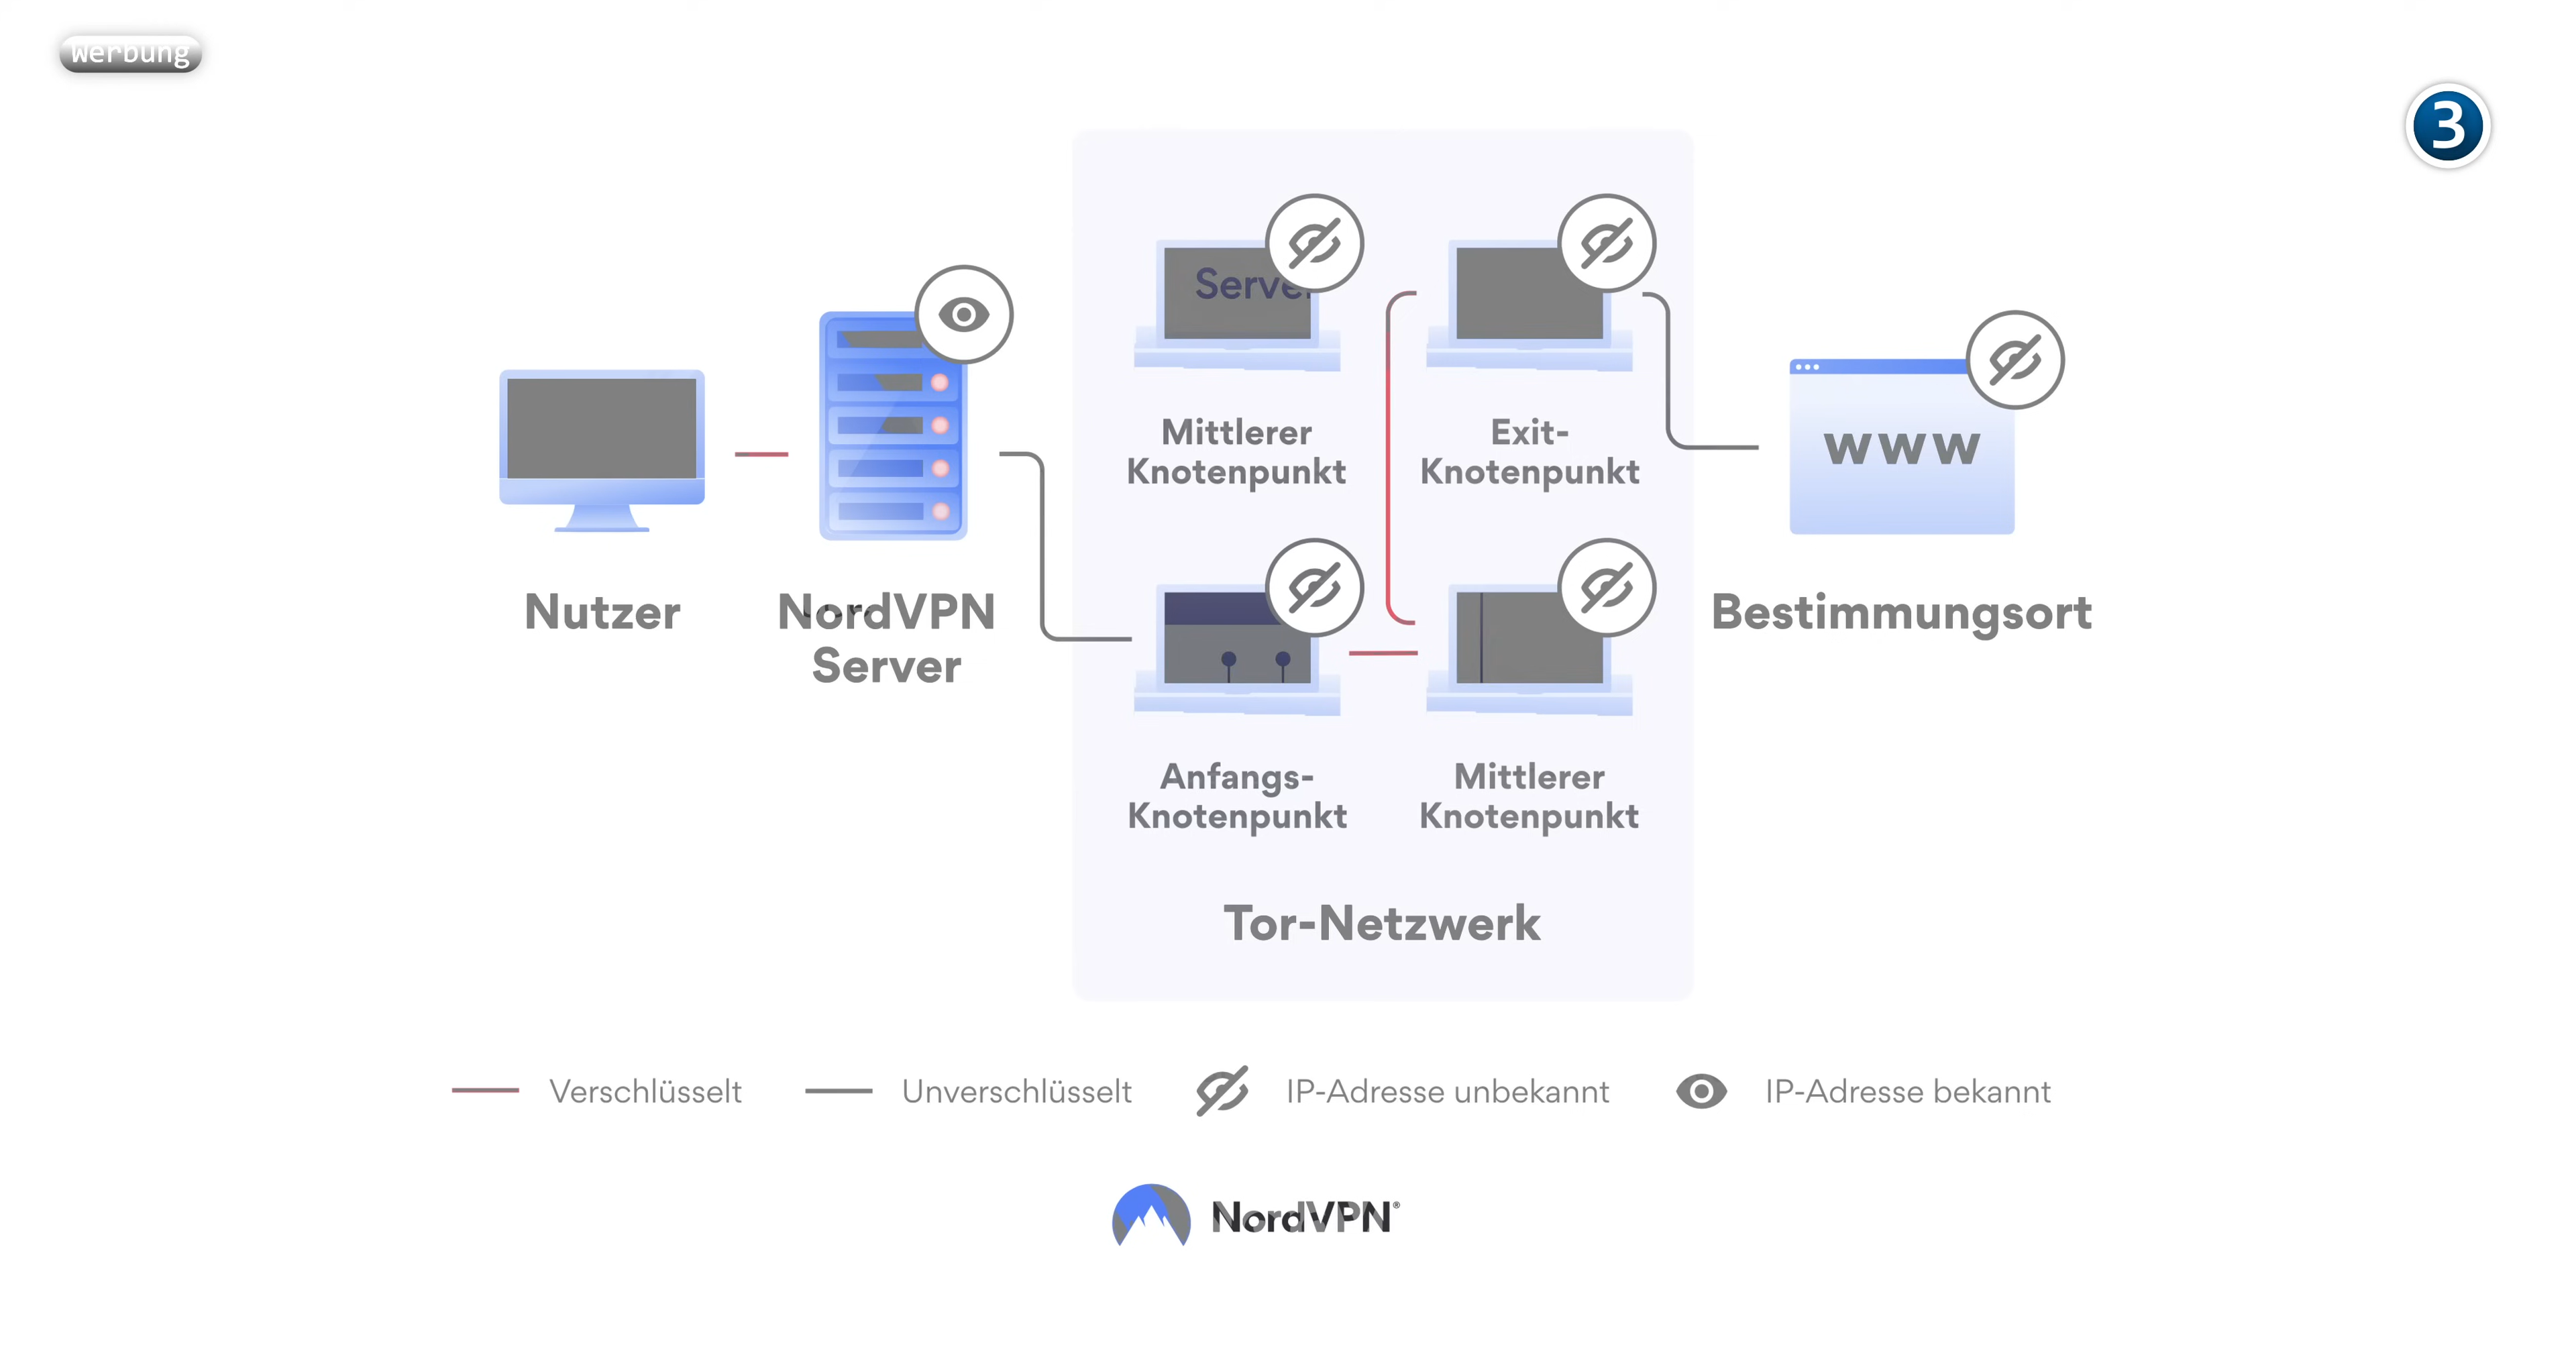 Werbung
3
Server
Mittlerer
Knotenpunkt
Exit-
Knotenpunkt
www
Nutzer
NordVPN
Server
Bestimmungsort
Anfangs-
Knotenpunkt
Mittlerer
Knotenpunkt
Tor-Netzwerk
Verschlüsselt
Unverschlüsselt
IP-Adresse unbekannt
IP-Adresse bekannt
NordVPN®